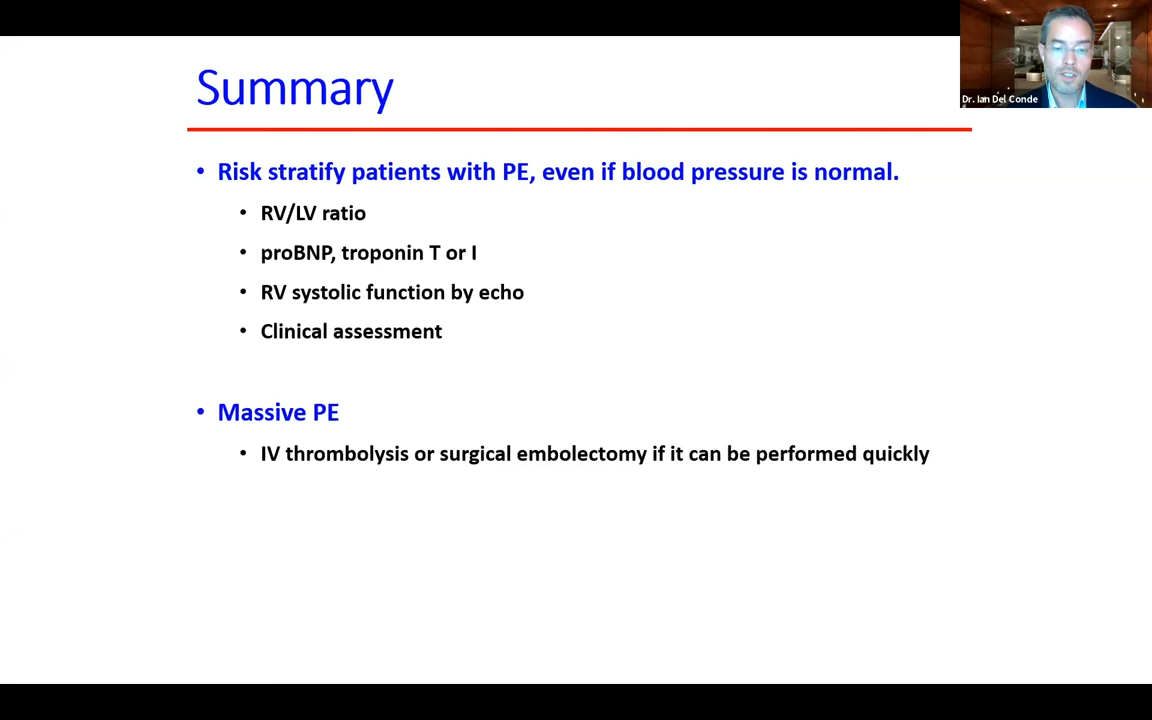 Summary
Dr. Ian Del Conde
• Risk stratify patients with PE, even if blood pressure is normal.
• RV/LV ratio
• proBNP, troponin T or I
• RV systolic function by echo
• Clinical assessment
• Massive PE
• IV thrombolysis or surgical embolectomy if it can be performed quickly